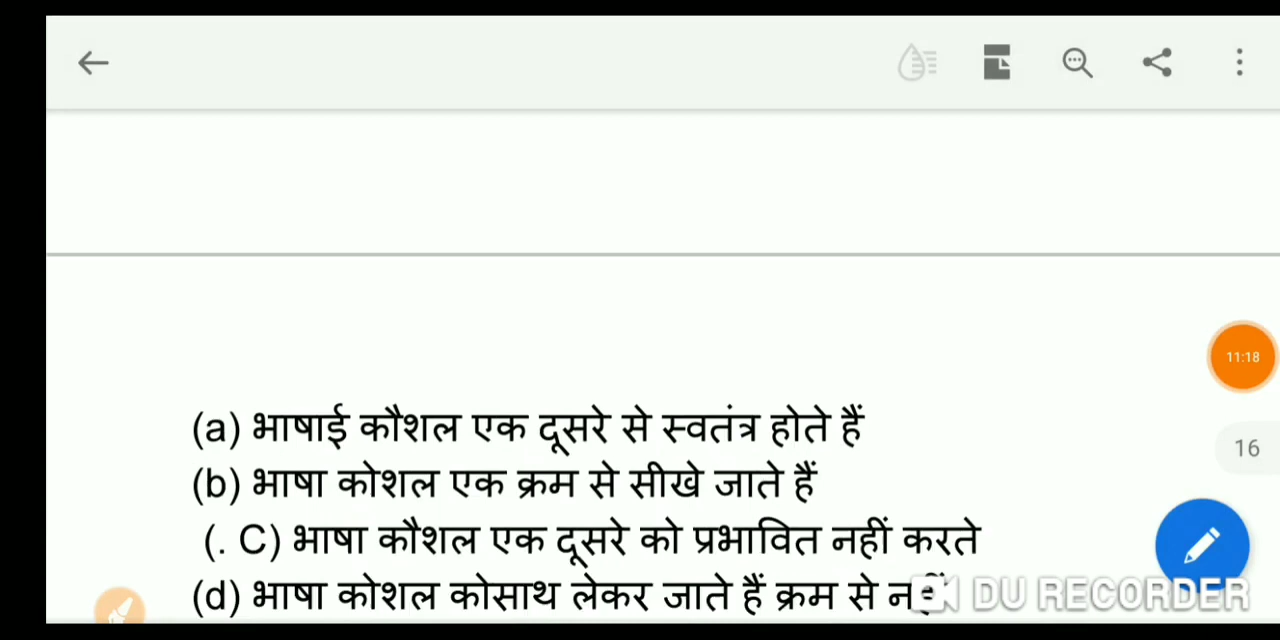 11:18
16
(a) भाषाई कौशल एक दूसरे से स्वतंत्र होते हैं
(b) भाषा कोशल एक क्रम से सीखे जाते हैं
(. C) भाषा कौशल एक दूसरे को प्रभावित नहीं करते
(d) भाषा कोशल कोसाथ लेकर जाते हैं क्रम से नहीं
DU RECORDER